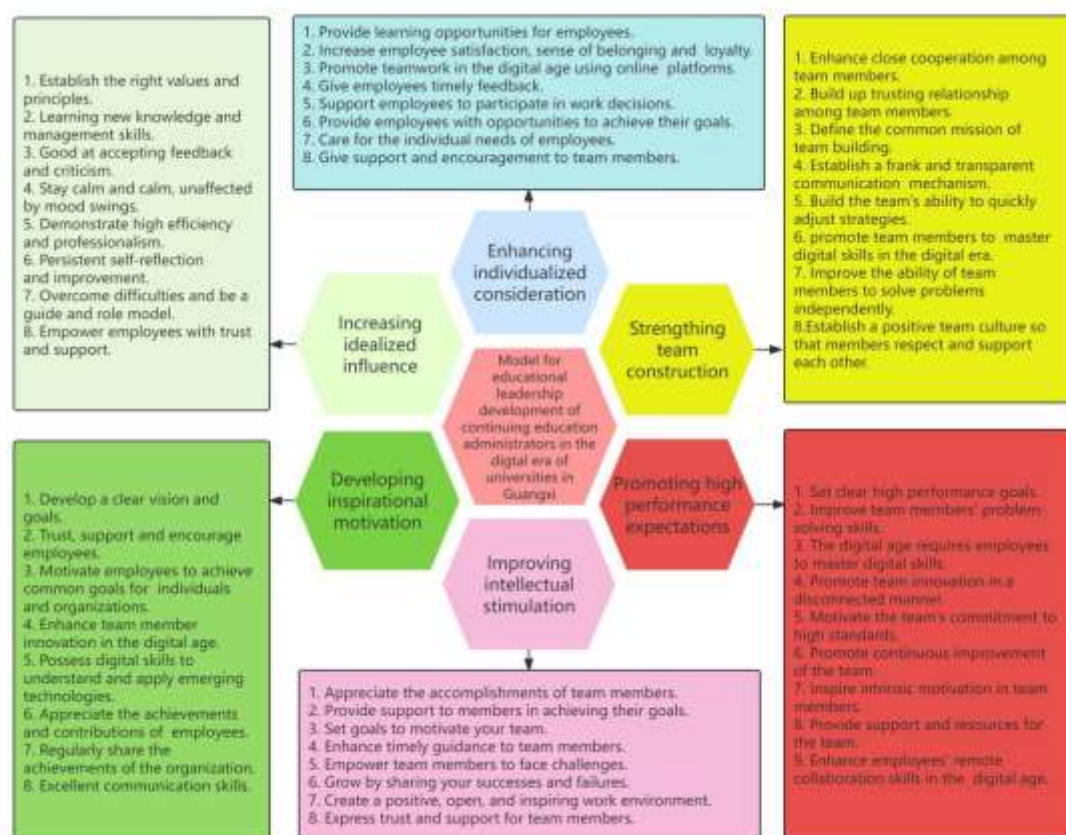 1. Establish the right values and
principles.
2. Learning new knowledge and
management skills.
3. Good at accepting feedback
and criticism.
4. Stay calm and calm, unaffected
by mood swings.
5. Demonstrate high efficiency
and professionalism.
6. Persistent self-reflection
and improvement.
7. Overcome difficulties and be a
guide and role model.
8. Empower employees with trust
and support.
1. Provide learning opportunities for employees.
2. Increase employee satisfaction, sense of belonging and loyalty.
3. Promote teamwork in the digital age using online platforms.
4. Give employees timely feedback.
5. Support employees to participate in work decisions.
6. Provide employees with opportunities to achieve their goals.
7. Care for the individual needs of employees.
8. Give support and encouragement to team members.
1. Enhance close cooperation among
team members.
2. Build up trusting relationship
among team members.
3. Define the common mission of
team building.
4. Establish a frank and transparent
communication mechanism.
5. Build the team's ability to quickly
adjust strategies.
6. promote team members to master
digital skills in the digital era.
7. Improve the ability of team
members to solve problems
independently.
8.Establish a positive team culture so
that members respect and support
each other.
Enhancing
individualized
consideration
Increasing
idealized
influence
Strengthing
team
construction
Model for
educational
leadership
development of
continuing education
administrators in the
digtal era of
universities in
Guangxi
Developing
inspirational
motivation
Promoting high
performance
expectations
Improving
intellectual
stimulation
1. Develop a clear vision and
goals.
2. Trust, support and encourage
employees.
3. Motivate employees to achieve
common goals for individuals
and organizations.
4. Enhance team member
innovation in the digital age.
5. Possess digital skills to
understand and apply emerging
technologies.
6. Appreciate the achievements
and contributions of employees.
7. Regularly share the
achievements of the organization.
8. Excellent communication skills.
1. Appreciate the accomplishments of team members.
2. Provide support to members in achieving their goals.
3. Set goals to motivate your team.
4. Enhance timely guidance to team members.
5. Empower team members to face challenges.
6. Grow by sharing your successes and failures.
7. Create a positive, open, and inspiring work environment.
8. Express trust and support for team members.
1. Set clear high performance goals.
2. Improve team members' problem-
solving skills.
3. The digital age requires employees
to master digital skills.
4. Promote team innovation in a
disconnected manner.
5. Motivate the team's commitment to
high standards.
6. Promote continuous improvement
of the team.
7. Inspire intrinsic motivation in team
members.
8. Provide support and resources for
the team.
9. Enhance employees' remote
collaboration skills in the digital age.